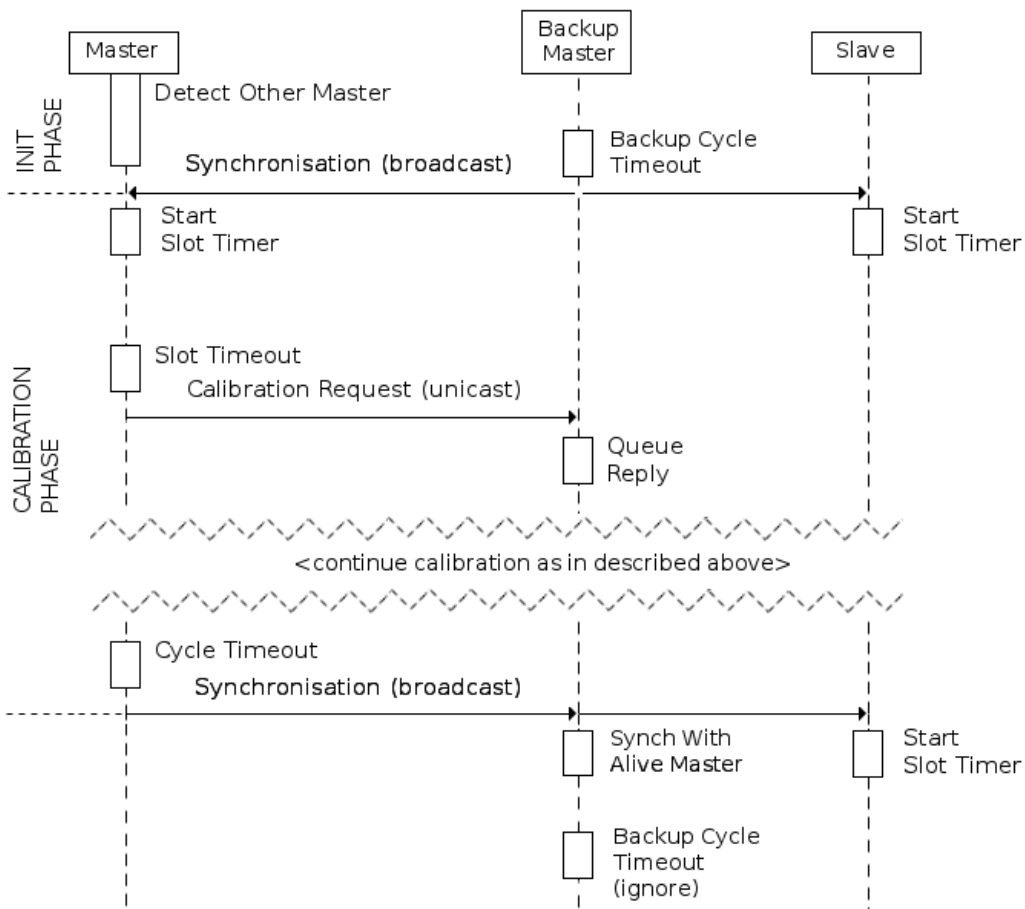 Master
Backup
Master
Slave
INIT
PHASE
Detect Other Master
Backup Cycle
Timeout
Synchronisation (broadcast)
Start
Slot Timer
Start
Slot Timer
CALIBRATION
PHASE
Slot Timeout
Calibration Request (unicast)
Queue
Reply
<continue calibration as in described above>
Cycle Timeout
Synchronisation (broadcast)
Synch With
Alive Master
Start
Slot Timer
Backup Cycle
Timeout
(ignore)